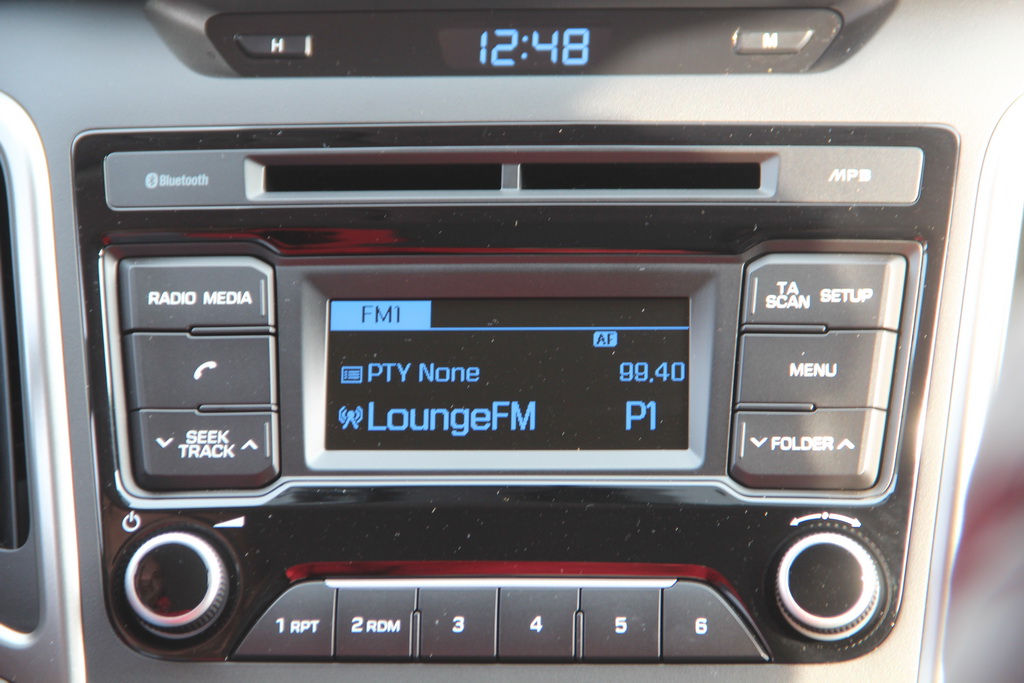 H 12:48 M
Bluetooth MP3
RADIO MEDIA
SEEK
TRACK
FM1
AF
PTY None 99.40
LoungeFM P1
TA
SCAN SETUP
MENU
FOLDER
1 RPT 2 RDM 3 4 5 6